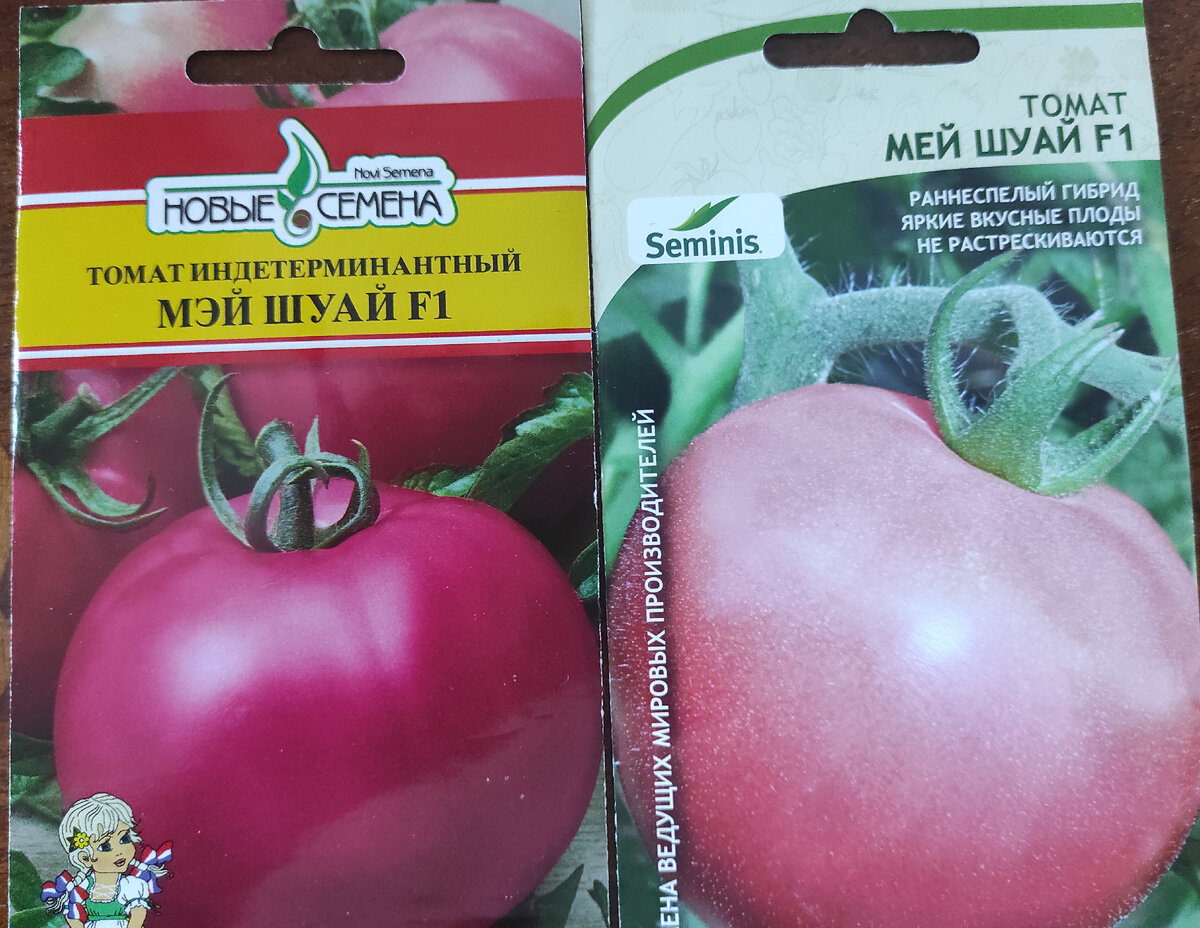 Novi Semena
НОВЫЕ СЕМЕНА
ТОМАТ ИНДЕТЕРМИНАНТНЫЙ
МЭЙ ШУАЙ F1
ТОМАТ
МЕЙ ШУАЙ F1
РАННЕСПЕЛЫЙ ГИБРИД
ЯРКИЕ ВКУСНЫЕ ПЛОДЫ
НЕ РАСТРЕСКИВАЮТСЯ
Seminis
ВЕДУЩИХ МИРОВЫХ ПРОИЗВОДИТЕЛЕЙ